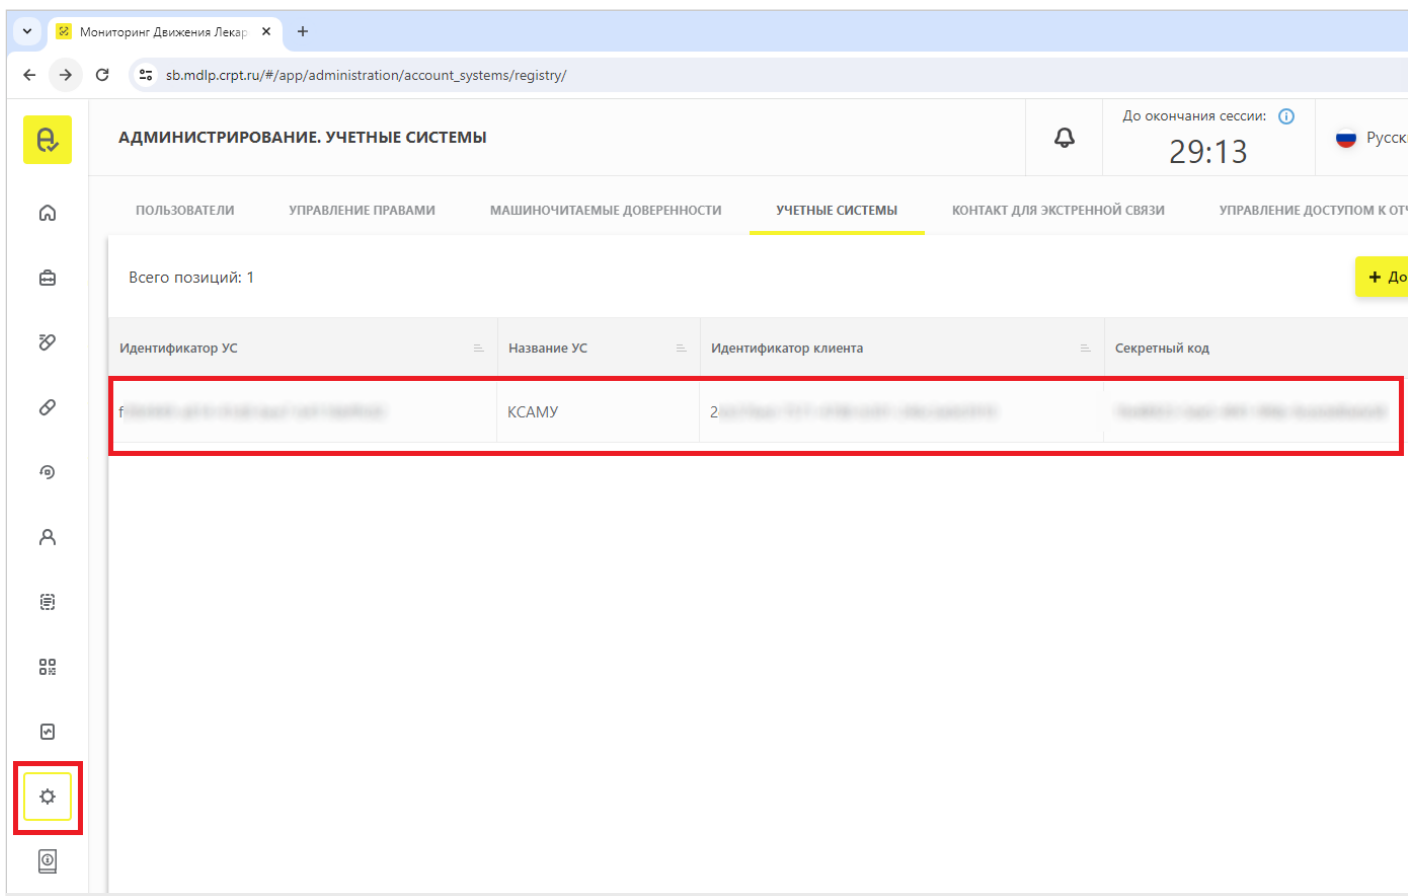 Мониторинг Движения Лекар
sb.mdlp.crpt.ru/#/app/administration/account_systems/registry/
АДМИНИСТРИРОВАНИЕ. УЧЕТНЫЕ СИСТЕМЫ
До окончания сессии:
29:13
Русск
ПОЛЬЗОВАТЕЛИ УПРАВЛЕНИЕ ПРАВАМИ МАШИНОЧИТАЕМЫЕ ДОВЕРЕННОСТИ УЧЕТНЫЕ СИСТЕМЫ КОНТАКТ ДЛЯ ЭКСТРЕННОЙ СВЯЗИ УПРАВЛЕНИЕ ДОСТУПОМ К ОТЧ
Всего позиций: 1
+ До
Идентификатор УС Название УС Идентификатор клиента Секретный код
f КСАМУ 2